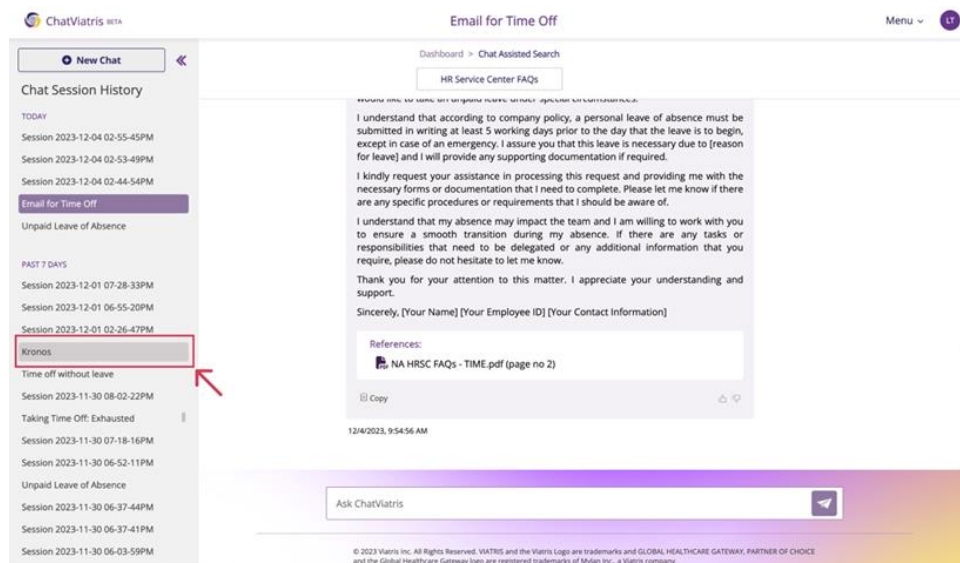 ChatViatris BETA
Email for Time Off
Menu
LT
New Chat
Chat Session History
TODAY
Session 2023-12-04 02-55-45PM
Session 2023-12-04 02-53-49PM
Session 2023-12-04 02-44-54PM
Email for Time Off
Unpaid Leave of Absence
PAST 7 DAYS
Session 2023-12-01 07-28-33PM
Session 2023-12-01 06-55-20PM
Session 2023-12-01 02-26-47PM
Kronos
Time off without leave
Session 2023-11-30 08-02-22PM
Taking Time Off: Exhausted
Session 2023-11-30 07-18-16PM
Session 2023-11-30 06-52-11PM
Unpaid Leave of Absence
Session 2023-11-30 06-37-44PM
Session 2023-11-30 06-37-41PM
Session 2023-11-30 06-03-59PM
Dashboard > Chat Assisted Search
HR Service Center FAQs
would like to take an unpaid leave under special circumstances.
I understand that according to company policy, a personal leave of absence must be
submitted in writing at least 5 working days prior to the day that the leave is to begin,
except in case of an emergency. I assure you that this leave is necessary due to [reason
for leave] and I will provide any supporting documentation if required.
I kindly request your assistance in processing this request and providing me with the
necessary forms or documentation that I need to complete. Please let me know if there
are any specific procedures or requirements that I should be aware of.
I understand that my absence may impact the team and I am willing to work with you
to ensure a smooth transition during my absence. If there are any tasks or
responsibilities that need to be delegated or any additional information that you
require, please do not hesitate to let me know.
Thank you for your attention to this matter. I appreciate your understanding and
support.
Sincerely, [Your Name] [Your Employee ID] [Your Contact Information]
References:
NA HRSC FAQs - TIME.pdf (page no 2)
Copy
12/4/2023, 9:54:56 AM
Ask ChatViatris
© 2023 Viatris Inc. All Rights Reserved. VIATRIS and the Viatris Logo are trademarks and GLOBAL HEALTHCARE GATEWAY, PARTNER OF CHOICE
and the Global Healthcare Gateway logo are registered trademarks of Mylan Inc., a Viatris company.